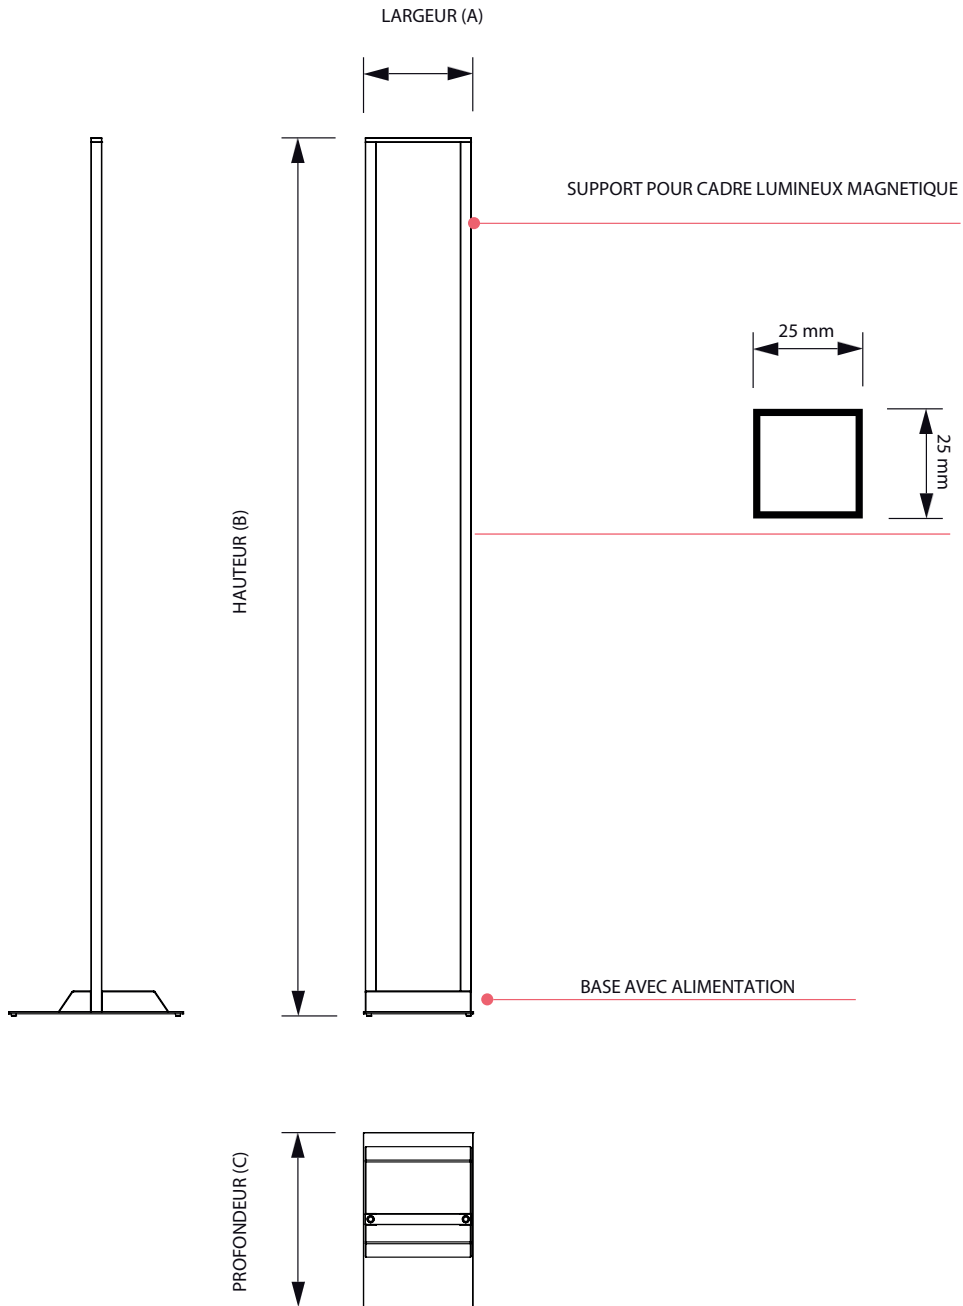 LARGEUR (A)
SUPPORT POUR CADRE LUMINEUX MAGNETIQUE
25 mm
25 mm
HAUTEUR (B)
BASE AVEC ALIMENTATION
PROFONDEUR (C)